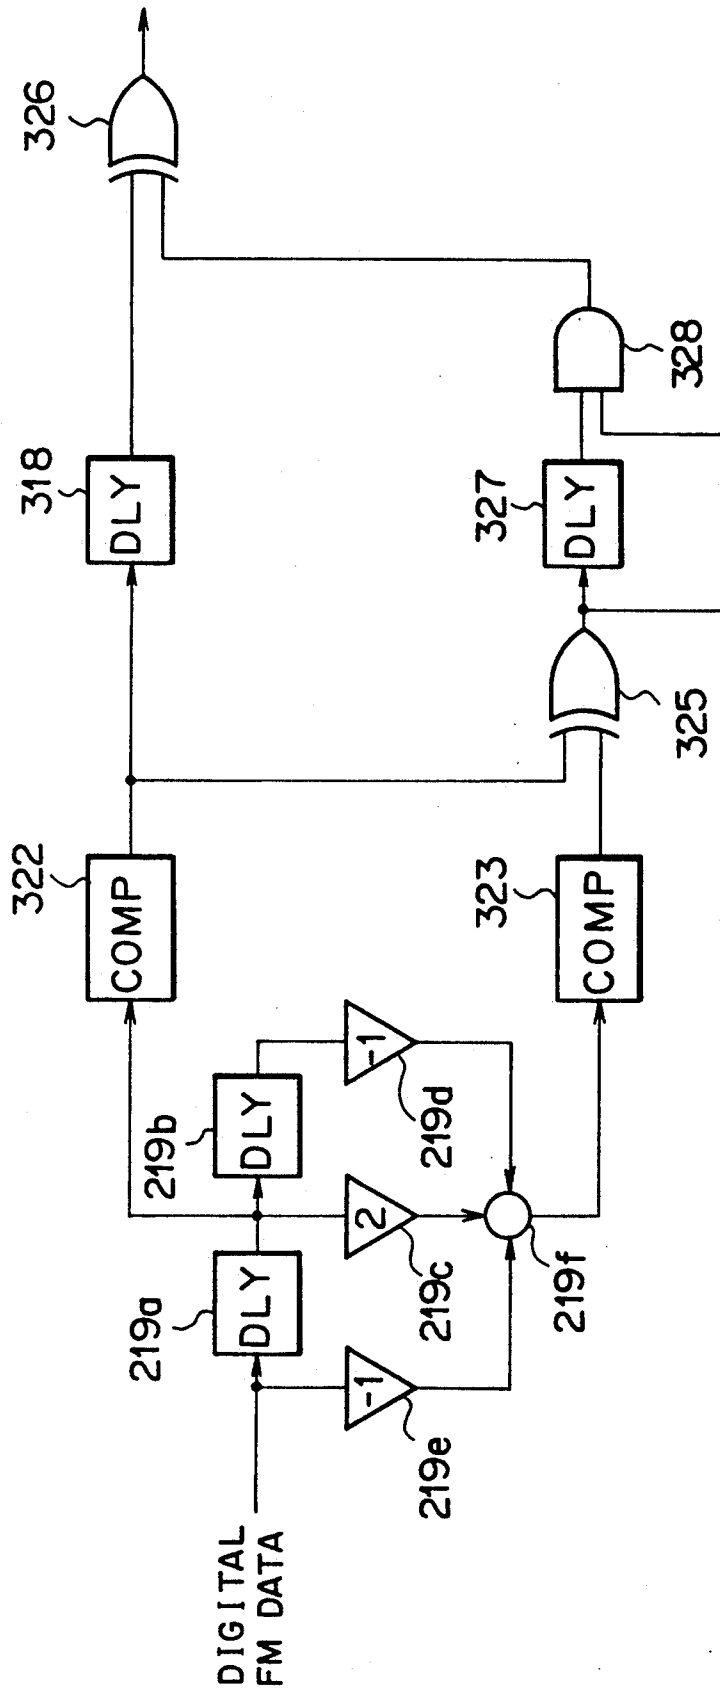 DIGITAL
FM DATA
219a
DLY
219b
DLY
-1
219e
2
219c
-1
219d
219f
322
COMP
323
COMP
325
318
DLY
327
DLY
328
326